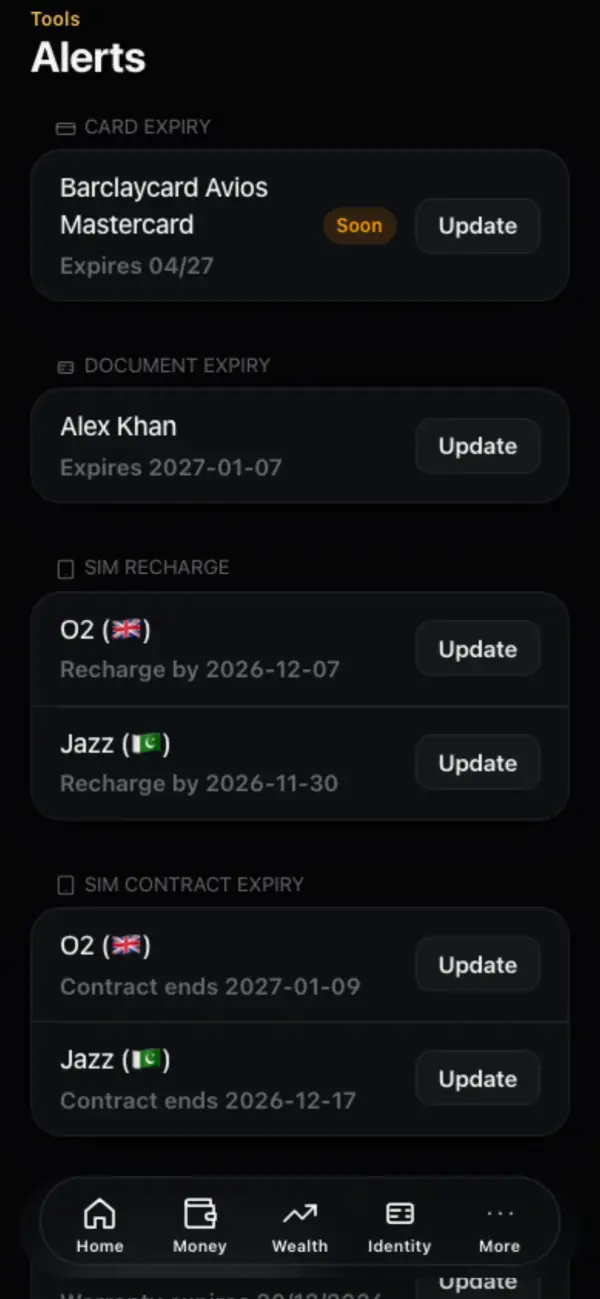 Tools
Alerts
CARD EXPIRY
Barclaycard Avios
Mastercard
Soon
Update
Expires 04/27
DOCUMENT EXPIRY
Alex Khan
Update
Expires 2027-01-07
SIM RECHARGE
O2 (🇬🇧)
Update
Recharge by 2026-12-07
Jazz (🇵🇰)
Update
Recharge by 2026-11-30
SIM CONTRACT EXPIRY
O2 (🇬🇧)
Update
Contract ends 2027-01-09
Jazz (🇵🇰)
Update
Contract ends 2026-12-17
Home
Money
Wealth
Identity
More
Update
Warranty expires